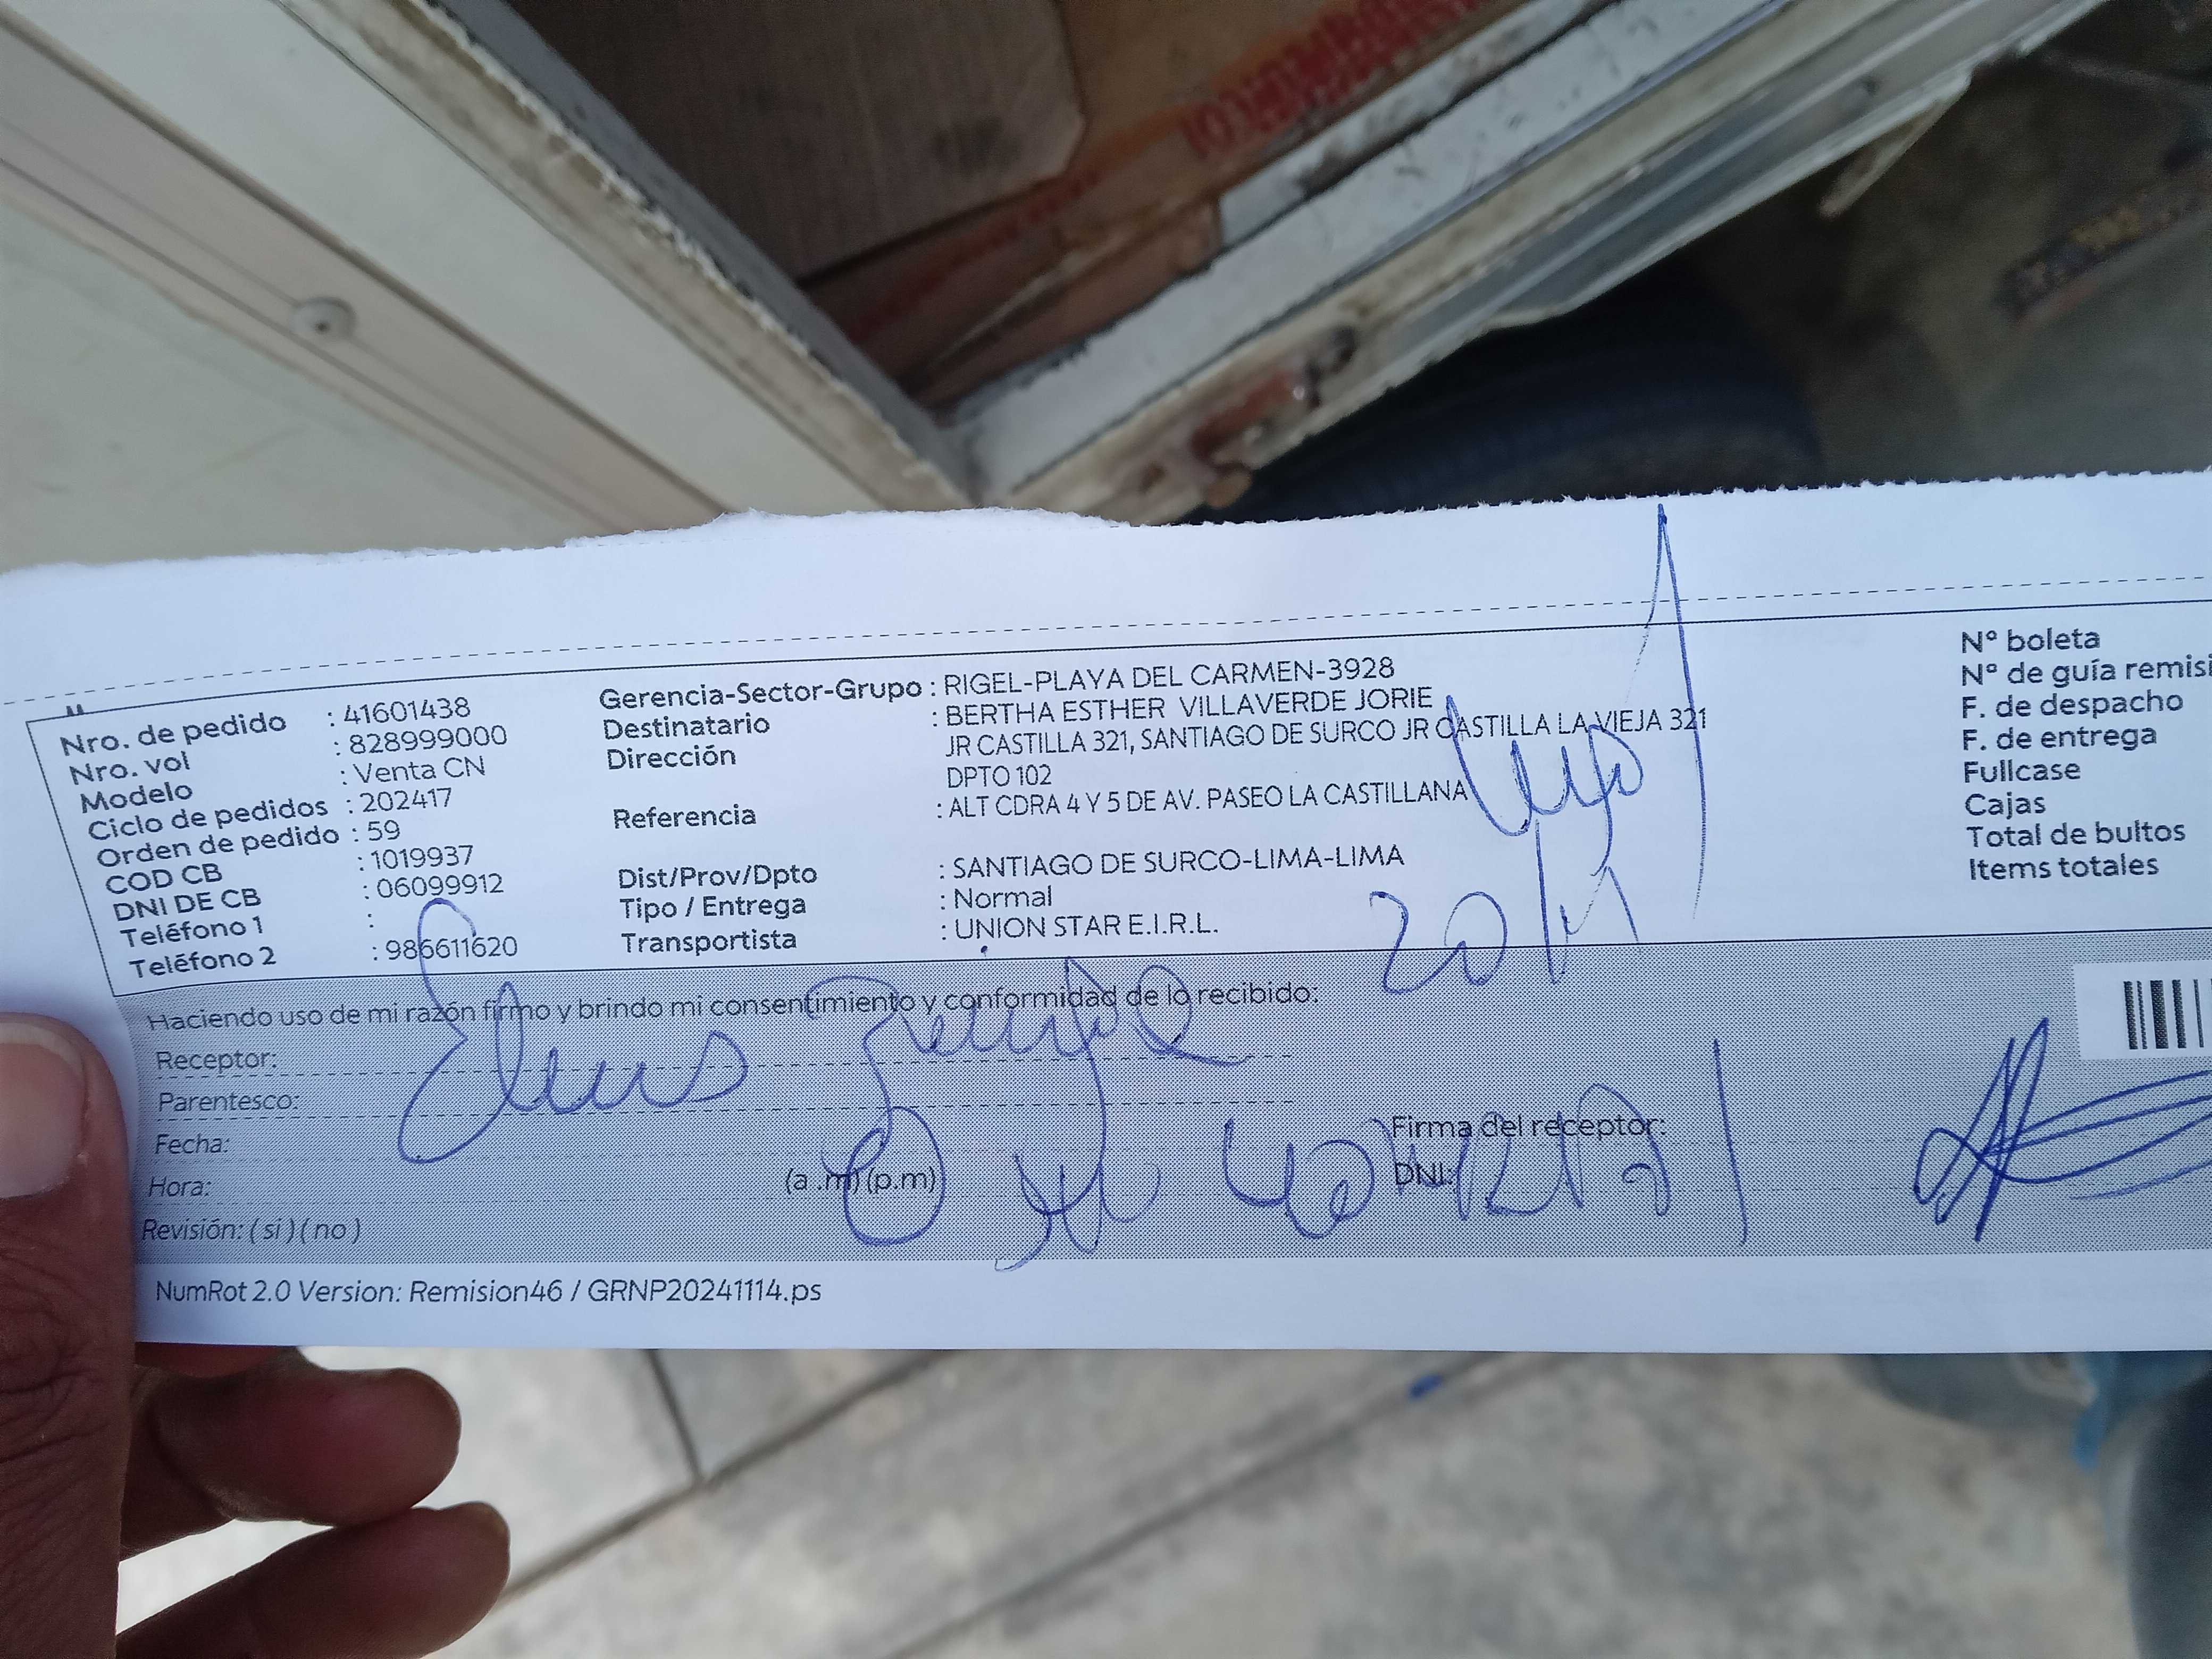 Nro. de pedido : 41601438
Nro. vol : 828999000
Modelo : Venta CN
Ciclo de pedidos : 202417
Orden de pedido : 59
COD CB : 1019937
DNI DE CB : 06099912
Teléfono 1 :
Teléfono 2 : 986611620
Gerencia-Sector-Grupo : RIGEL-PLAYA DEL CARMEN-3928
Destinatario : BERTHA ESTHER VILLAVERDE JORIE
Dirección JR CASTILLA 321, SANTIAGO DE SURCO JR CASTILLA LA VIEJA 321
DPTO 102
Referencia : ALT CDRA 4 Y 5 DE AV. PASEO LA CASTILLANA
Dist/Prov/Dpto : SANTIAGO DE SURCO-LIMA-LIMA
Tipo / Entrega : Normal
Transportista : UNION STAR E.I.R.L.
Nº boleta
Nº de guía remisi
F. de despacho
F. de entrega
Fullcase
Cajas
Total de bultos
Items totales
Haciendo uso de mi razón firmo y brindo mi consentimiento y conformidad de lo recibido:
Receptor:
Parentesco:
Fecha:
Hora: (a .m) (p.m)
Revisión: ( si ) ( no )
Firma del receptor:
DNI:
NumRot 2.0 Version: Remision46 / GRNP20241114.ps